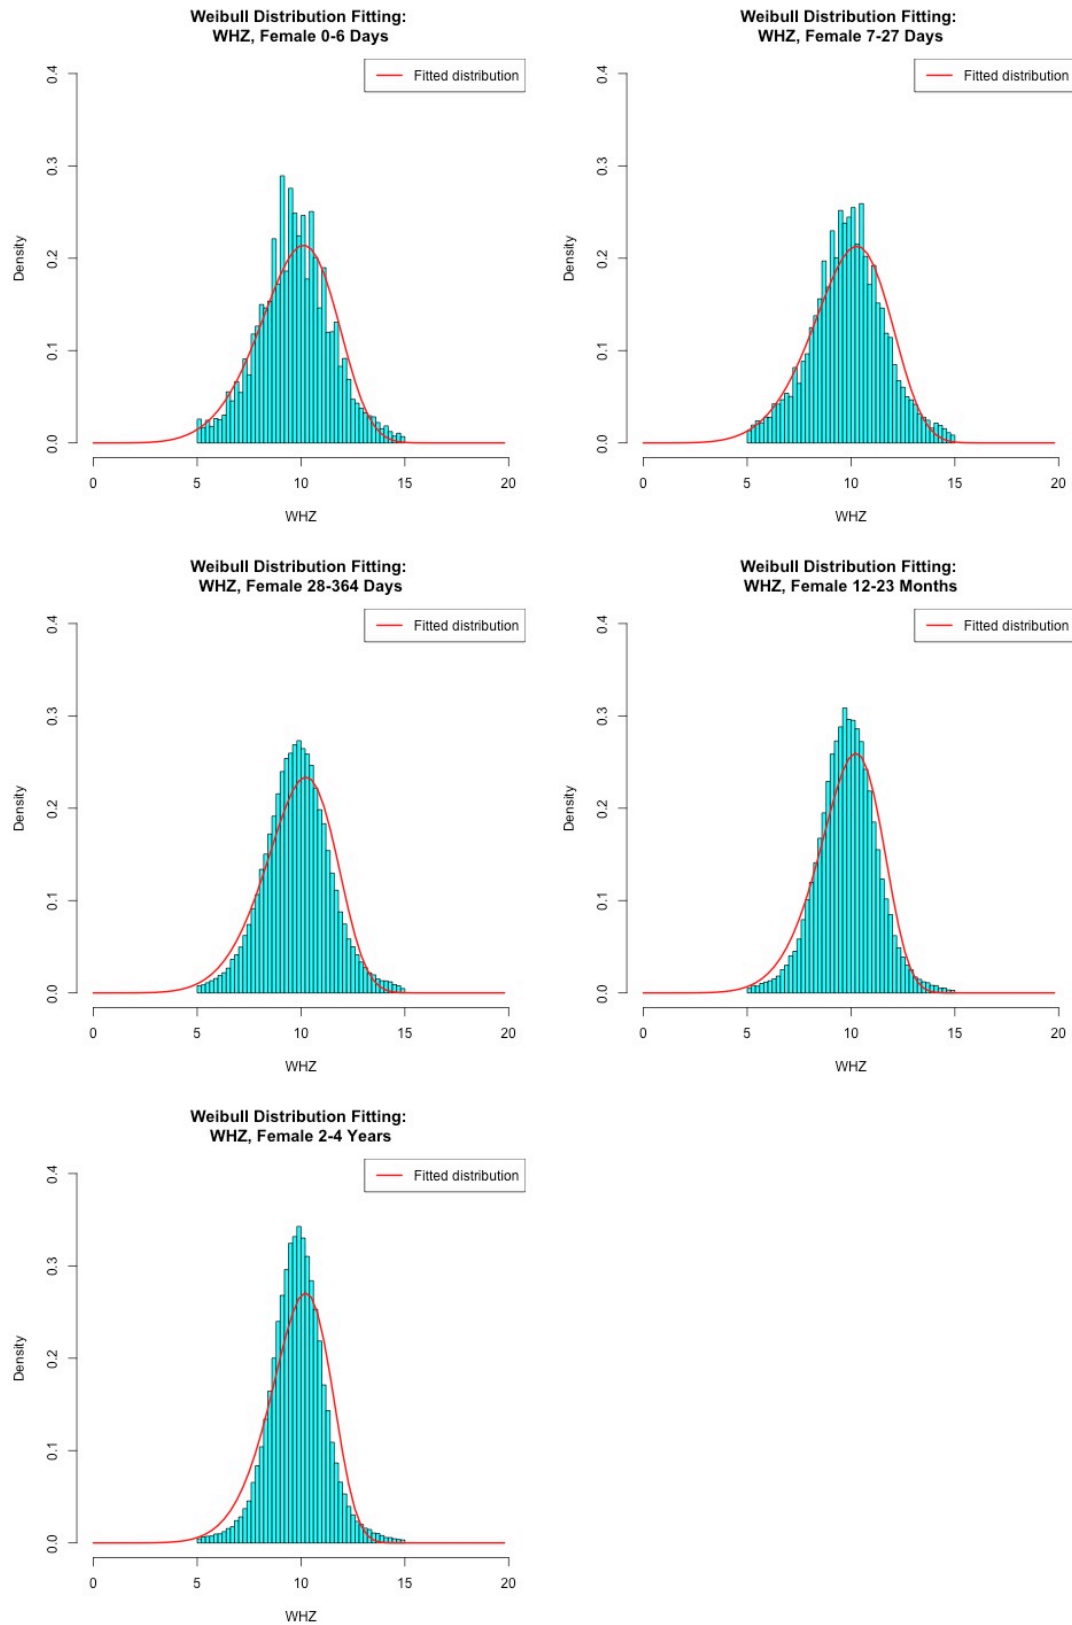 Weibull Distribution Fitting:
WHZ, Female 0-6 Days
Fitted distribution
Density
0.0
0.1
0.2
0.3
0.4
0
5
10
15
20
WHZ
Weibull Distribution Fitting:
WHZ, Female 7-27 Days
Fitted distribution
Density
0.0
0.1
0.2
0.3
0.4
0
5
10
15
20
WHZ
Weibull Distribution Fitting:
WHZ, Female 28-364 Days
Fitted distribution
Density
0.0
0.1
0.2
0.3
0.4
0
5
10
15
20
WHZ
Weibull Distribution Fitting:
WHZ, Female 12-23 Months
Fitted distribution
Density
0.0
0.1
0.2
0.3
0.4
0
5
10
15
20
WHZ
Weibull Distribution Fitting:
WHZ, Female 2-4 Years
Fitted distribution
Density
0.0
0.1
0.2
0.3
0.4
0
5
10
15
20
WHZ